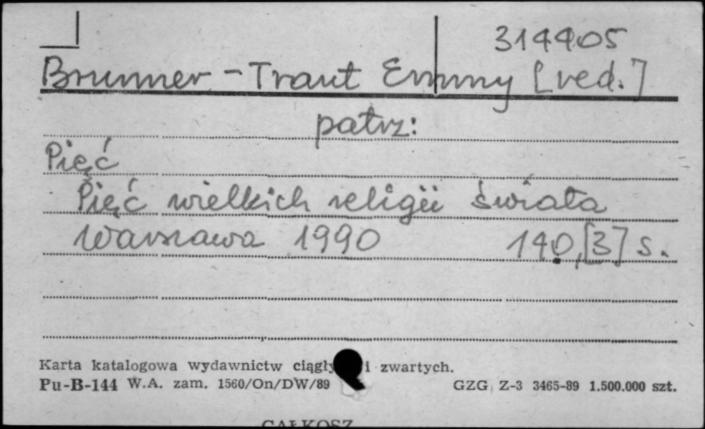 314405
Brunner-Traut Emmy [red.]
patrz:
Pięć
Pięć wielkich religii świata
Warszawa 1990 140,[3] s.
Karta katalogowa wydawnictw ciągły i zwartych.
Pu-B-144 W.A. zam. 1560/On/DW/89 GZG Z-3 3465-89 1.500.000 szt.